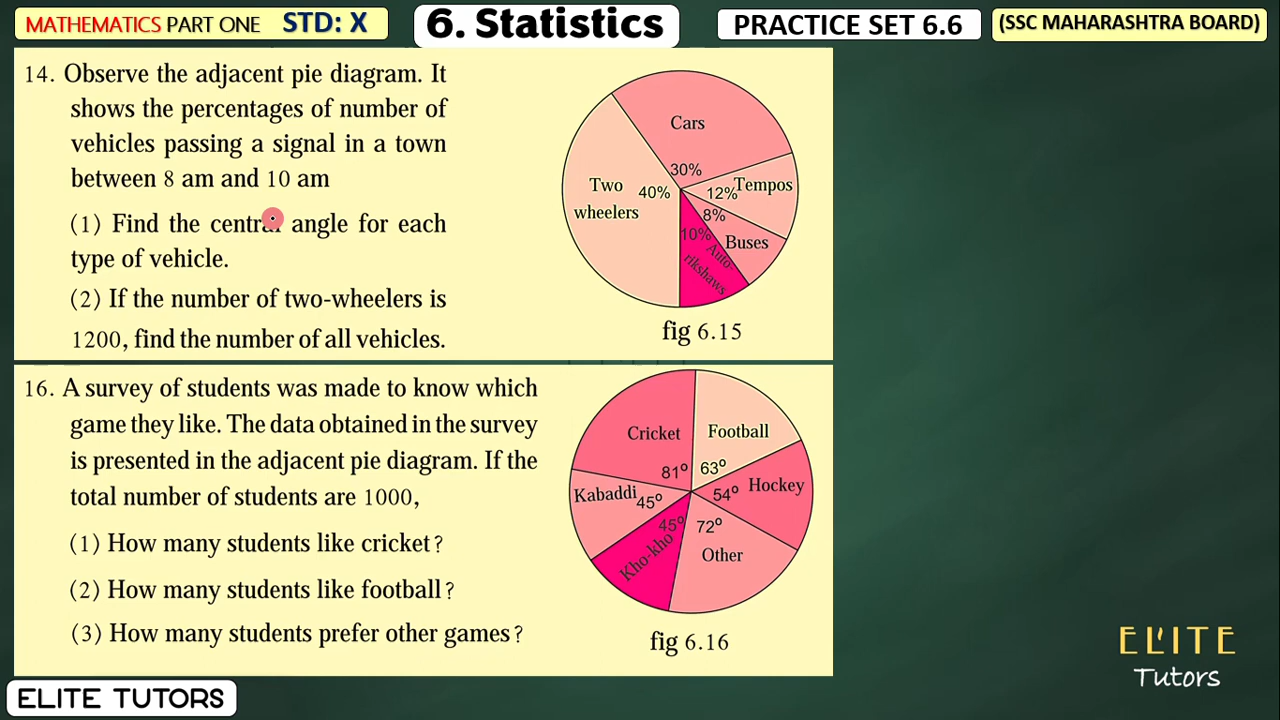 MATHEMATICS PART ONE STD: X
6. Statistics
PRACTICE SET 6.6
(SSC MAHARASHTRA BOARD)
14. Observe the adjacent pie diagram. It
shows the percentages of number of
vehicles passing a signal in a town
between 8 am and 10 am
(1) Find the central angle for each
type of vehicle.
(2) If the number of two-wheelers is
1200, find the number of all vehicles.
Cars
30%
Two
wheelers
40%
12% Tempos
8%
Buses
10%
Auto-
rikshaws
fig 6.15
16. A survey of students was made to know which
game they like. The data obtained in the survey
is presented in the adjacent pie diagram. If the
total number of students are 1000,
(1) How many students like cricket?
(2) How many students like football?
(3) How many students prefer other games?
Cricket
81º
Football
63º
Hockey
54º
Kabaddi
45º
45º
Kho-kho
72º
Other
fig 6.16
ELITE
Tutors
ELITE TUTORS